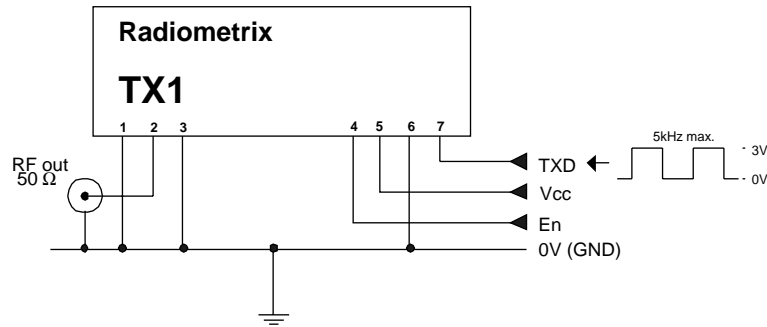 Radiometrix
TX1
1 2 3 4 5 6 7
RF out
50 Ω
5kHz max.
3V
0V
TXD
Vcc
En
0V (GND)